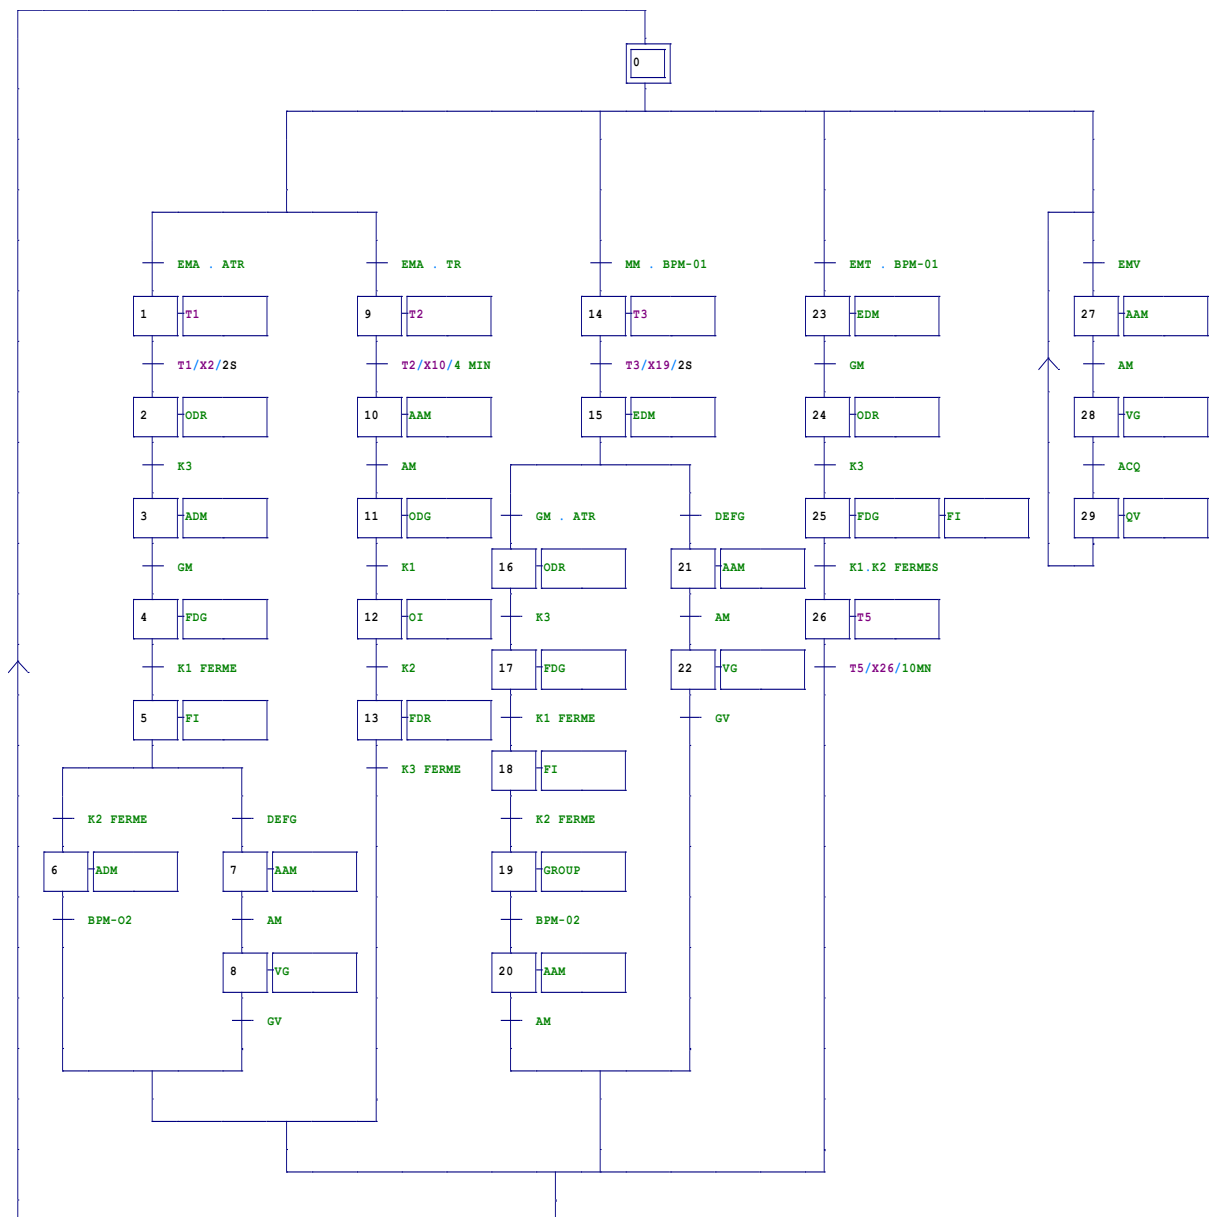 0
EMA . ATR
EMA . TR
MM . BPM-01
EMT . BPM-01
EMV
1 T1
9 T2
14 T3
23 EDM
27 AAM
T1/X2/2S
T2/X10/4 MIN
T3/X19/2S
GM
AM
2 ODR
10 AAM
15 EDM
24 ODR
28 VG
K3
AM
K3
ACQ
3 ADM
11 ODG
GM . ATR
DEFG
25 FDG FI
29 QV
GM
K1
16 ODR
21 AAM
K1.K2 FERMES
4 FDG
12 OI
K3
AM
26 T5
K1 FERME
K2
17 FDG
22 VG
T5/X26/10MN
5 FI
13 FDR
K1 FERME
GV
K3 FERME
18 FI
K2 FERME
DEFG
K2 FERME
6 ADM
7 AAM
19 GROUP
BPM-O2
AM
BPM-02
8 VG
20 AAM
GV
AM